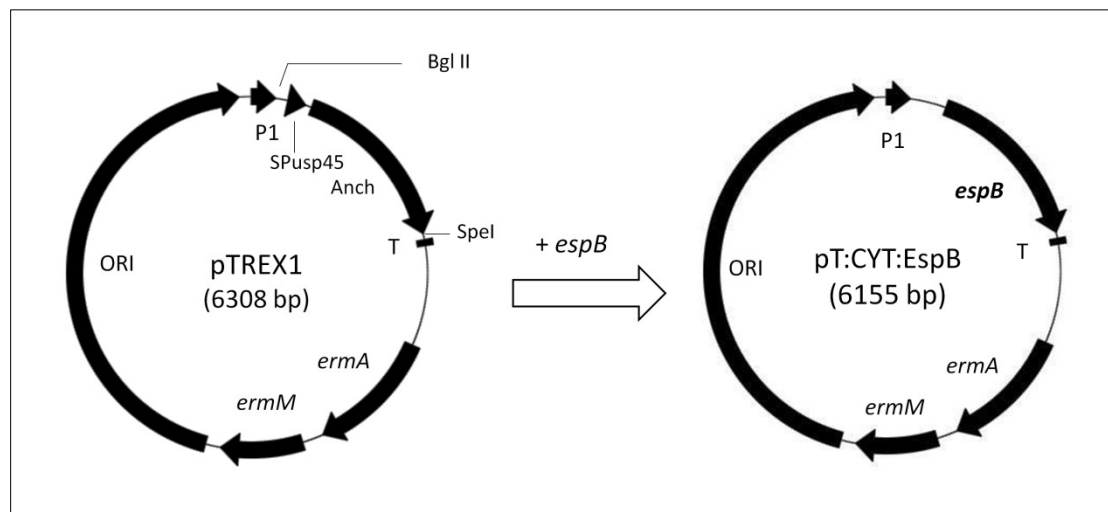 Bgl II
P1
SPusp45
Anch
SpeI
T
ORI
pTREX1
(6308 bp)
ermA
ermM
+ espB
P1
espB
T
ORI
pT:CYT:EspB
(6155 bp)
ermA
ermM